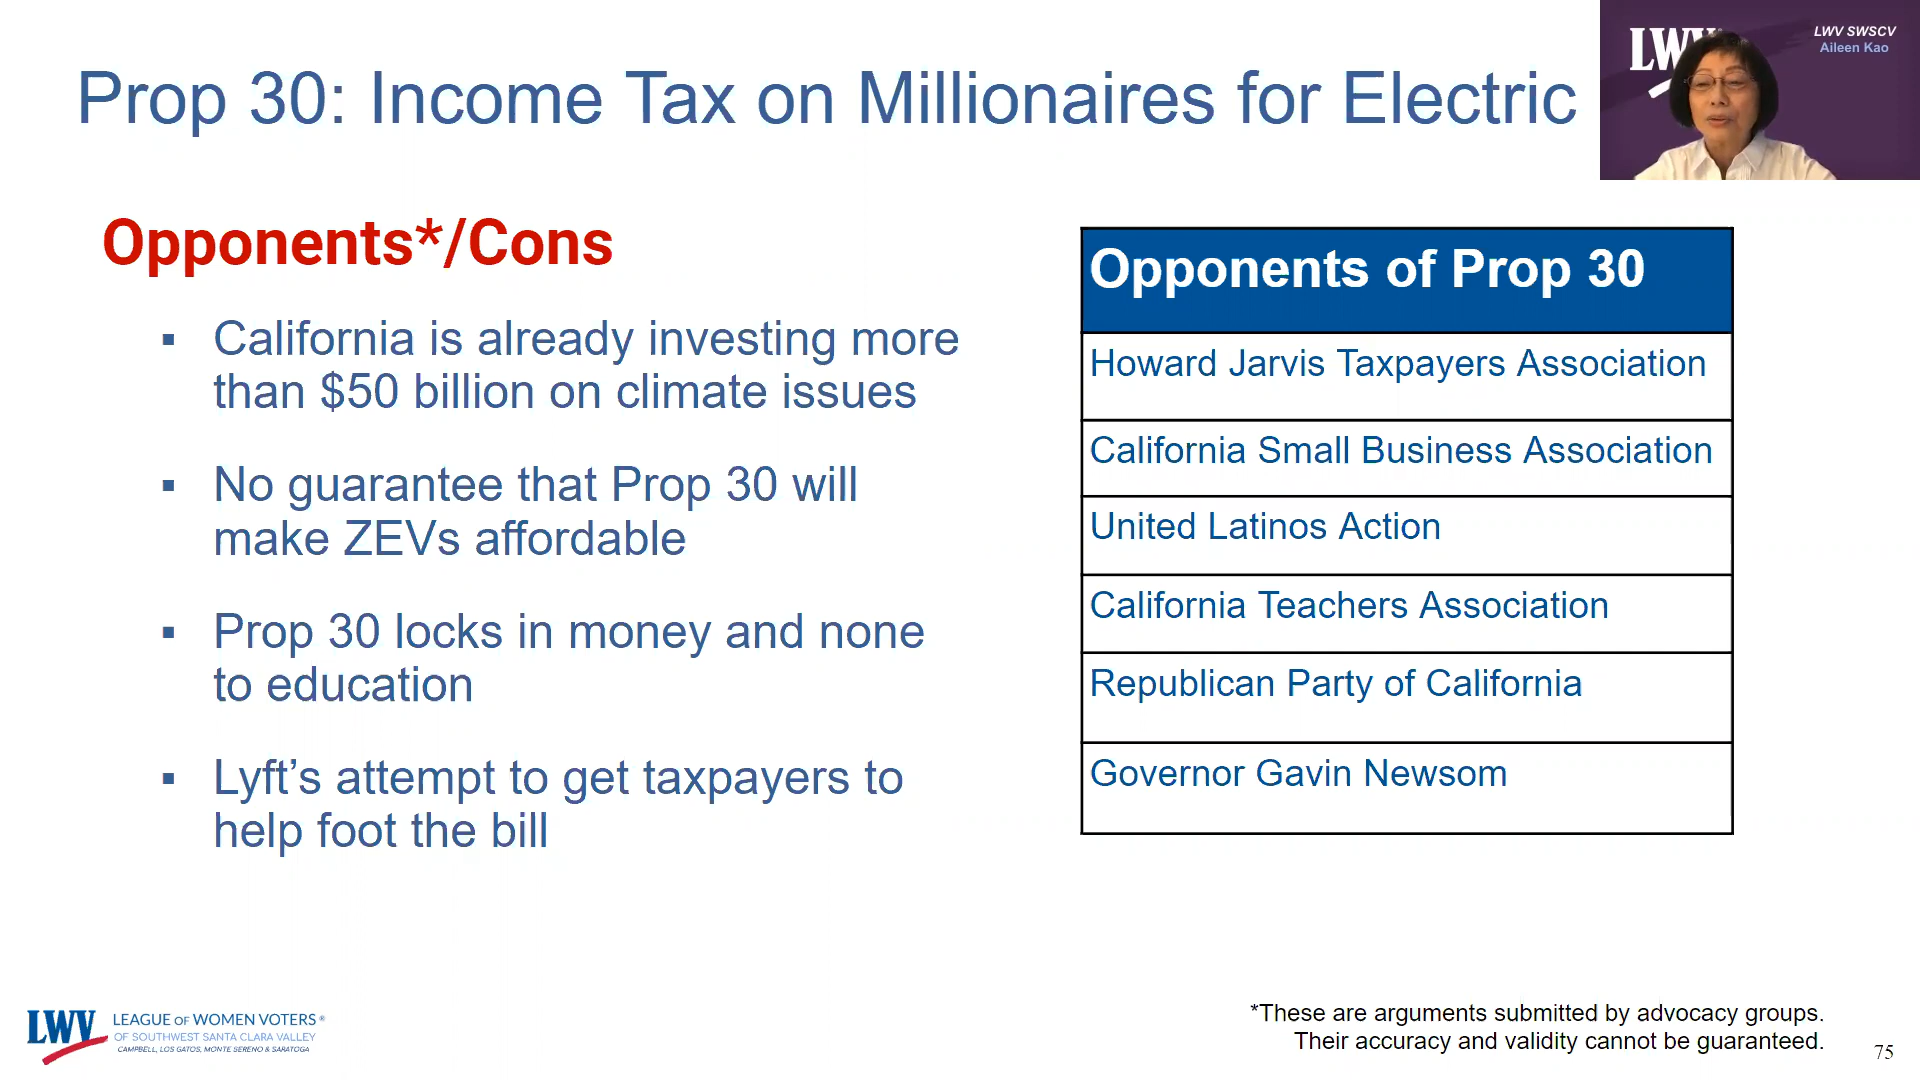 Prop 30: Income Tax on Millionaires for Electric
LWV SWSCV
Aileen Kao
Opponents*/Cons
▪ California is already investing more
than $50 billion on climate issues
▪ No guarantee that Prop 30 will
make ZEVs affordable
▪ Prop 30 locks in money and none
to education
▪ Lyft’s attempt to get taxpayers to
help foot the bill
Opponents of Prop 30
Howard Jarvis Taxpayers Association
California Small Business Association
United Latinos Action
California Teachers Association
Republican Party of California
Governor Gavin Newsom
LWV
LEAGUE OF WOMEN VOTERS®
OF SOUTHWEST SANTA CLARA VALLEY
CAMPBELL, LOS GATOS, MONTE SERENO & SARATOGA
*These are arguments submitted by advocacy groups.
Their accuracy and validity cannot be guaranteed.
75